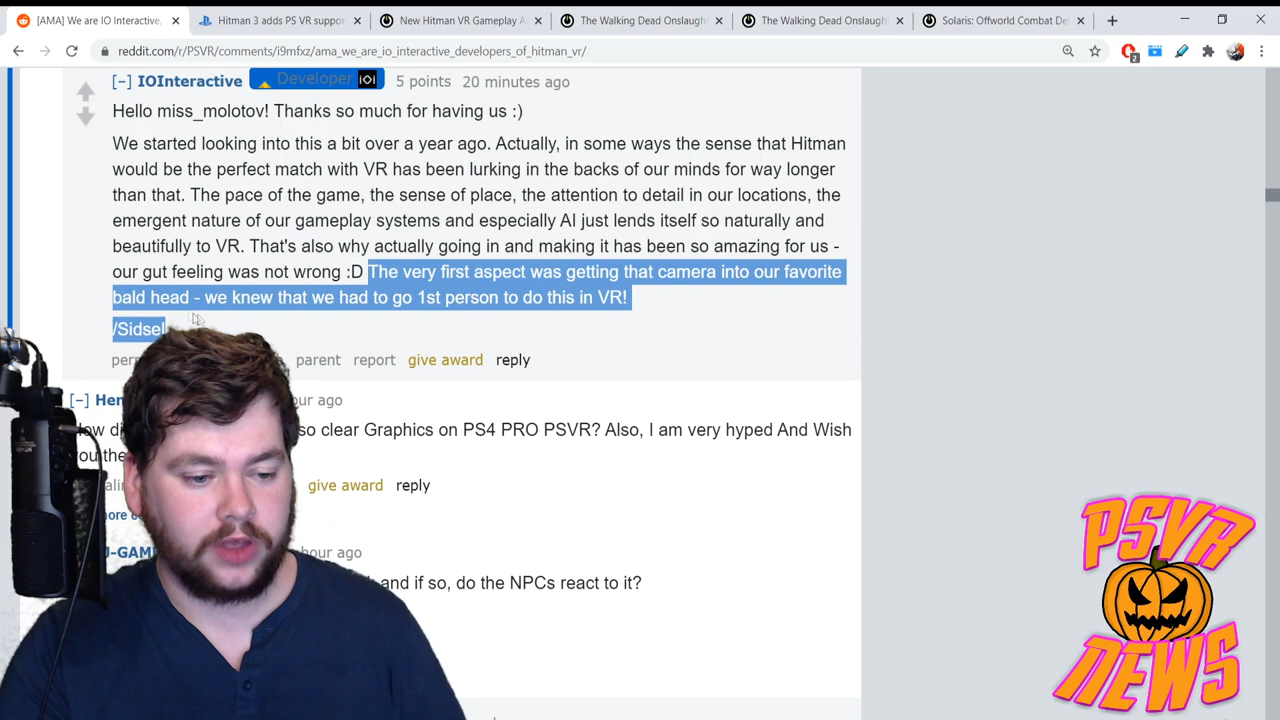 [AMA] We are IO Interactive,
Hitman 3 adds PS VR support
New Hitman VR Gameplay A
The Walking Dead Onslaugh
The Walking Dead Onslaugh
Solaris: Offworld Combat De
reddit.com/r/PSVR/comments/i9mfxz/ama_we_are_io_interactive_developers_of_hitman_vr/
2
[–] IOInteractive Developer IOI 5 points 20 minutes ago
Hello miss_molotov! Thanks so much for having us :)
We started looking into this a bit over a year ago. Actually, in some ways the sense that Hitman
would be the perfect match with VR has been lurking in the backs of our minds for way longer
than that. The pace of the game, the sense of place, the attention to detail in our locations, the
emergent nature of our gameplay systems and especially AI just lends itself so naturally and
beautifully to VR. That's also why actually going in and making it has been so amazing for us -
our gut feeling was not wrong :D The very first aspect was getting that camera into our favorite
bald head - we knew that we had to go 1st person to do this in VR!
/Sidsel
parent report give award reply
[–] Hen
hour ago
so clear Graphics on PS4 PRO PSVR? Also, I am very hyped And Wish
give award reply
hour ago
and if so, do the NPCs react to it?
PSVR
NEWS